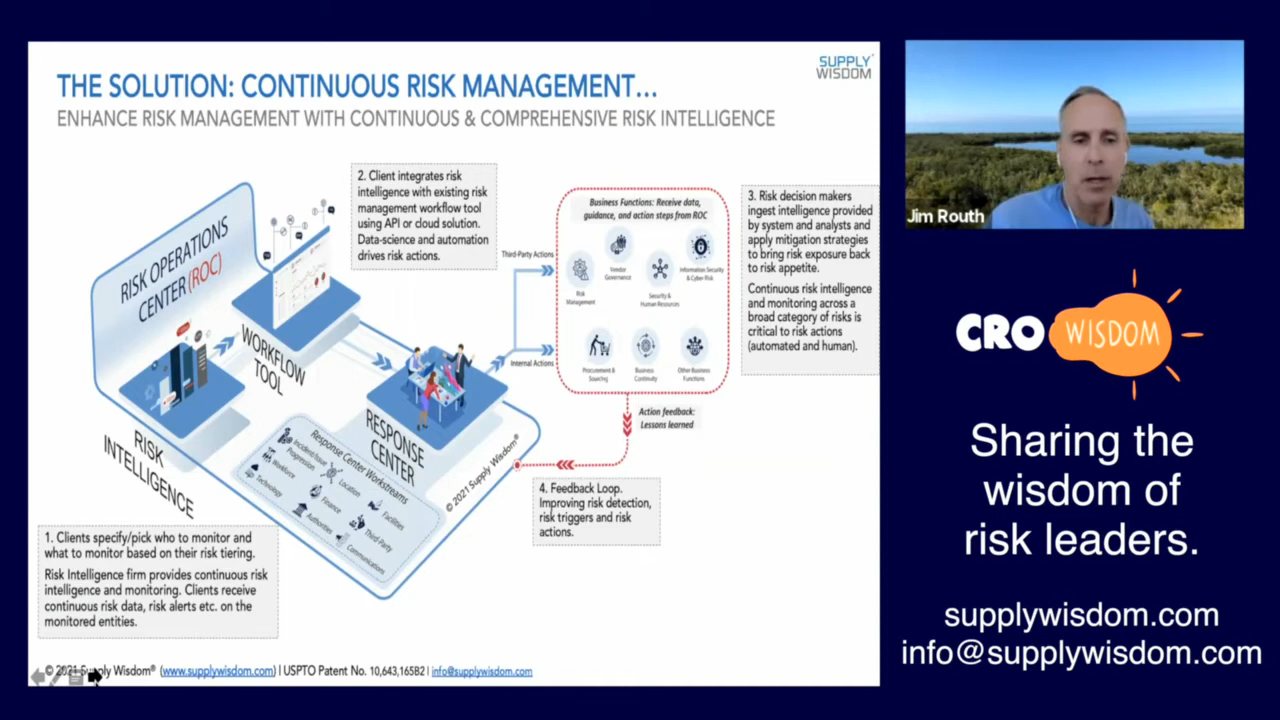 THE SOLUTION: CONTINUOUS RISK MANAGEMENT...
ENHANCE RISK MANAGEMENT WITH CONTINUOUS & COMPREHENSIVE RISK INTELLIGENCE
SUPPLY
WISDOM
RISK OPERATIONS
CENTER (ROC)
WORKFLOW
TOOL
RISK
INTELLIGENCE
RESPONSE
CENTER
Response Center Workstreams
Incident/Issue
Progression
Location
Facilities
Workforce
Finance
Third-Party
Technology
Authorities
Communications
© 2021 Supply Wisdom®
1. Clients specify/pick who to monitor and
what to monitor based on their risk tiering.
Risk Intelligence firm provides continuous risk
intelligence and monitoring. Clients receive
continuous risk data, risk alerts etc. on the
monitored entities.
2. Client integrates risk
intelligence with existing risk
management workflow tool
using API or cloud solution.
Data-science and automation
drives risk actions.
Third-Party Actions
Internal Actions
Business Functions: Receive data,
guidance, and action steps from ROC
Risk
Management
Vendor
Governance
Security &
Human Resources
Information Security
& Cyber Risk
Procurement &
Sourcing
Business
Continuity
Other Business
Functions
Action feedback:
Lessons learned
3. Risk decision makers
ingest intelligence provided
by system and analysts and
apply mitigation strategies
to bring risk exposure back
to risk appetite.
Continuous risk intelligence
and monitoring across a
broad category of risks is
critical to risk actions
(automated and human).
4. Feedback Loop.
Improving risk detection,
risk triggers and risk
actions.
© 2021 Supply Wisdom® (www.supplywisdom.com) | USPTO Patent No. 10,643,16582 | info@supplywisdom.com
Jim Routh
CRO WISDOM
Sharing the
wisdom of
risk leaders.
supplywisdom.com
info@supplywisdom.com